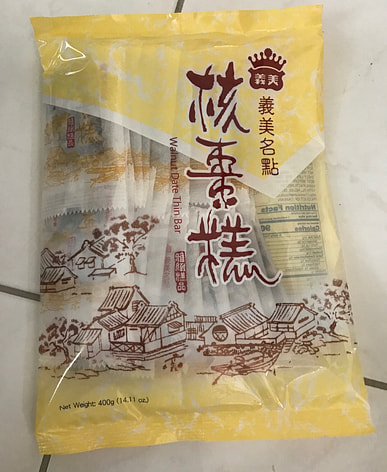 義美
義美名點
核棗糕
Walnut Date Thin Bar
Nutrition Facts
Calories
90
Net Weight: 400g (14.11 oz.)